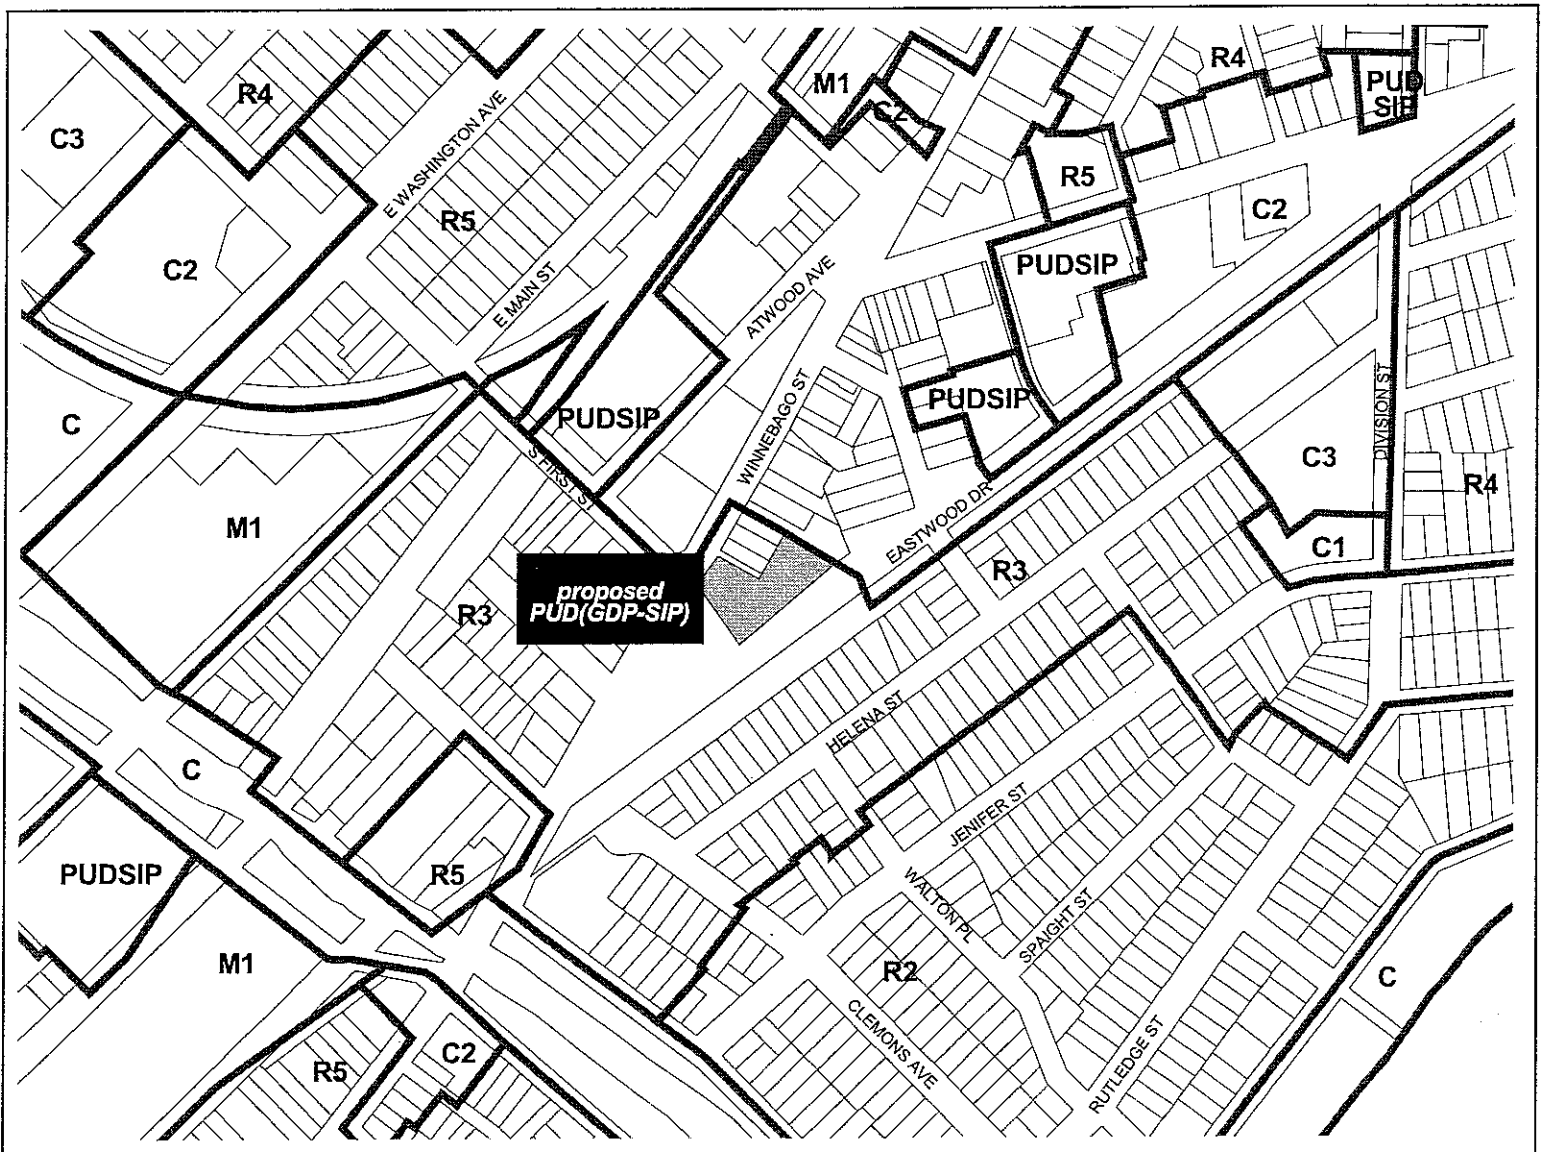 R4
M1
R4
PUD
SIP
C3
C2
E WASHINGTON AVE
R5
R5
C2
C2
E MAIN ST
ATWOOD AVE
PUDSIP
PUDSIP
PUDSIP
C
WINNEBAGO ST
DIVISION ST
S FIRST ST
C3
R4
M1
EASTWOOD DR
C1
R3
proposed
PUD(GDP-SIP)
R3
HELENA ST
C
JENIFER ST
PUDSIP
R5
WALTON PL
SPAIGHT ST
M1
R2
C
CLEMONS AVE
RUTLEDGE ST
R5
C2